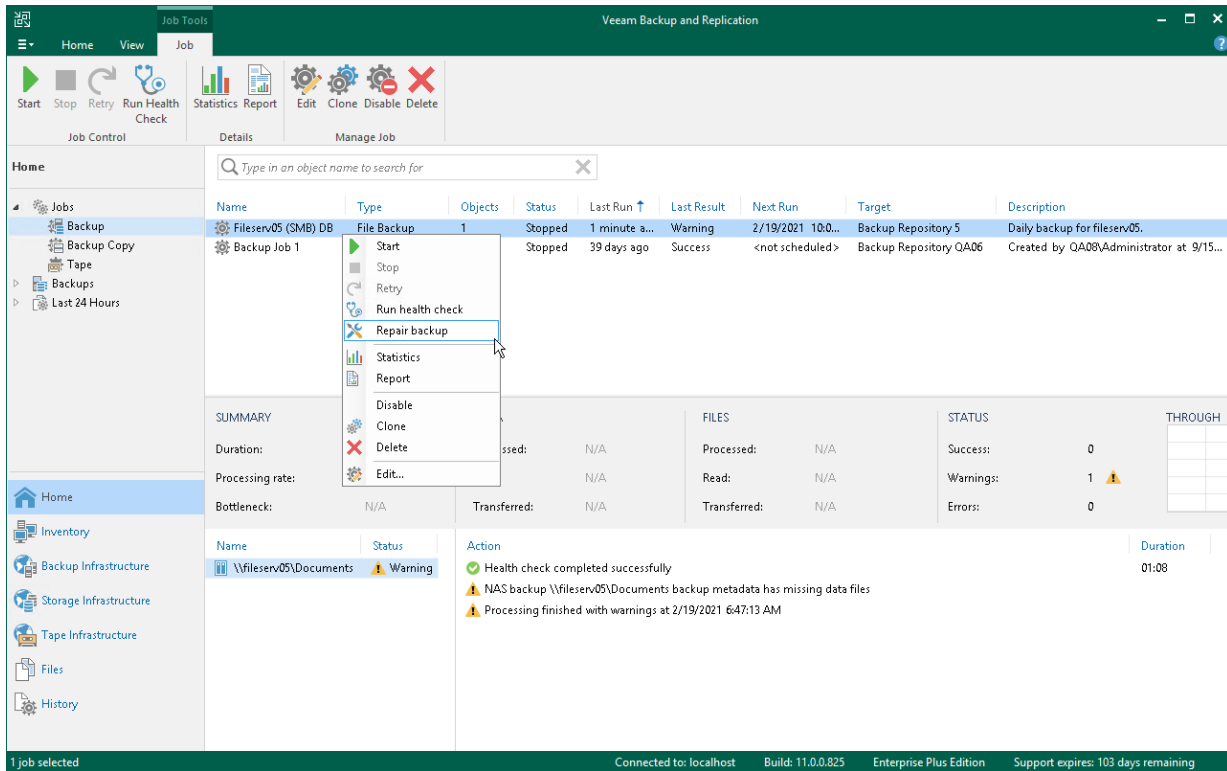 Job Tools
Veeam Backup and Replication
Home View Job
Start Stop Retry Run Health Check
Statistics Report
Edit Clone Disable Delete
Job Control
Details
Manage Job
Home
Type in an object name to search for
Jobs
Backup
Backup Copy
Tape
Backups
Last 24 Hours
Name Type Objects Status Last Run Last Result Next Run Target Description
Fileserv05 (SMB) DB File Backup 1 Stopped 1 minute a... Warning 2/19/2021 10:0... Backup Repository 5 Daily backup for fileserv05.
Backup Job 1 Stopped 39 days ago Success <not scheduled> Backup Repository QA06 Created by QA08\Administrator at 9/15...
Start
Stop
Retry
Run health check
Repair backup
Statistics
Report
Disable
Clone
Delete
Edit...
SUMMARY FILES STATUS THROUGH
Duration: N/A Processed: N/A Success: 0
Processing rate: N/A Read: N/A Warnings: 1
Bottleneck: N/A Transferred: N/A Transferred: N/A Errors: 0
Home
Inventory
Backup Infrastructure
Storage Infrastructure
Tape Infrastructure
Files
History
Name Status
\\fileserv05\Documents Warning
Action Duration
Health check completed successfully 01:08
NAS backup \\fileserv05\Documents backup metadata has missing data files
Processing finished with warnings at 2/19/2021 6:47:13 AM
1 job selected
Connected to: localhost Build: 11.0.0.825 Enterprise Plus Edition Support expires: 103 days remaining